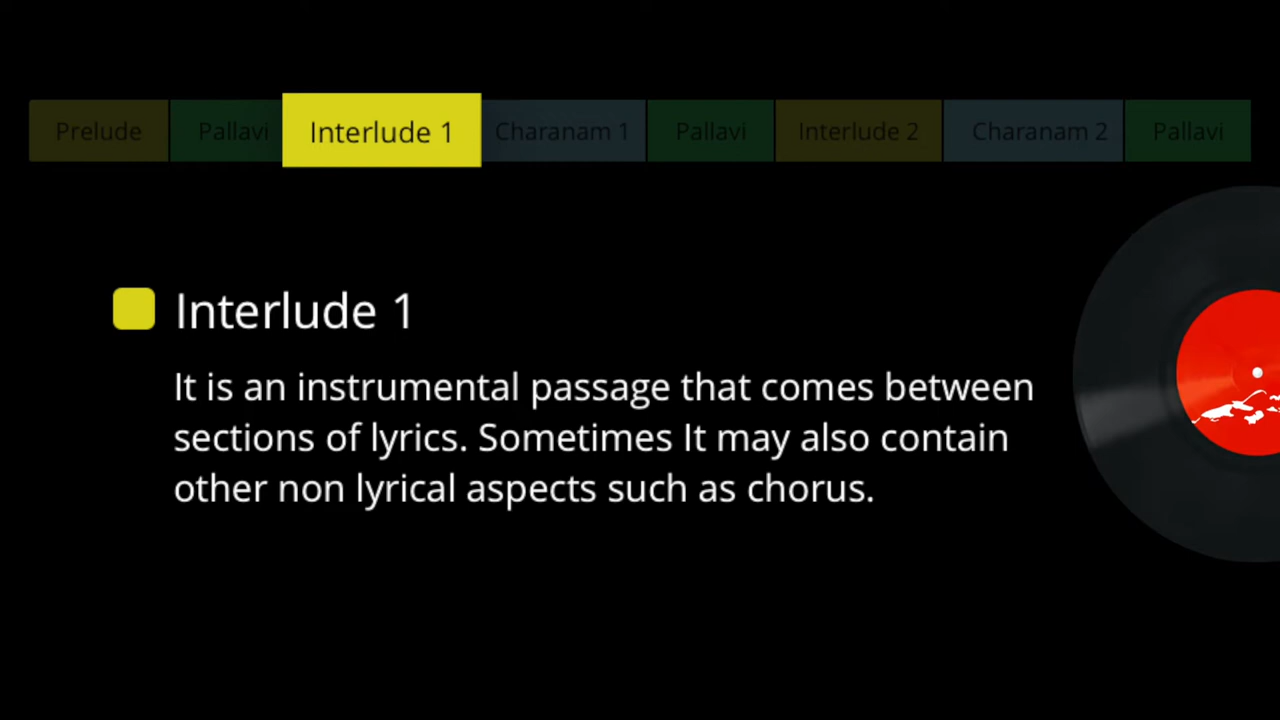 Prelude Pallavi Interlude 1 Charanam 1 Pallavi Interlude 2 Charanam 2 Pallavi
Interlude 1
It is an instrumental passage that comes between
sections of lyrics. Sometimes It may also contain
other non lyrical aspects such as chorus.